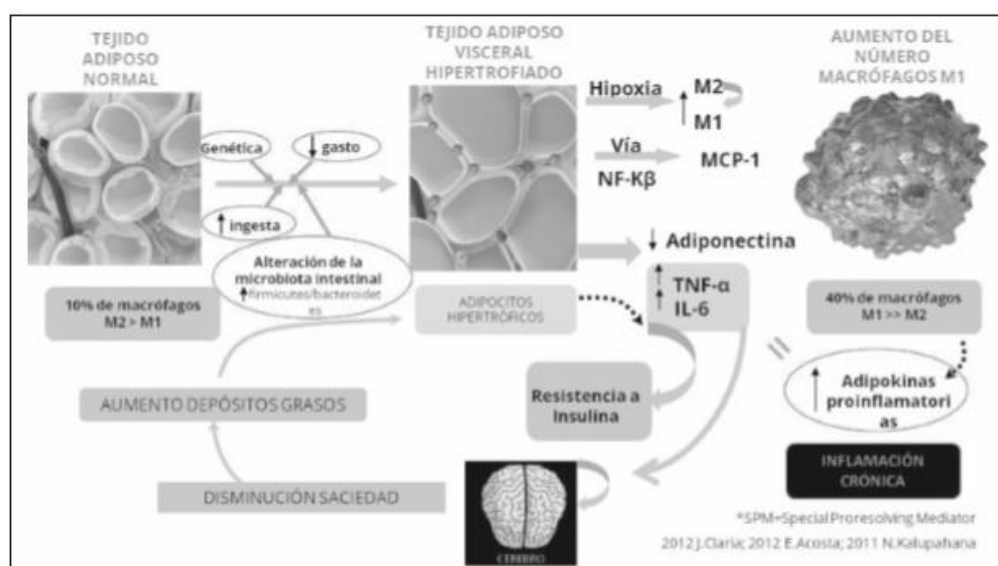 TEJIDO
ADIPOSO
NORMAL
TEJIDO ADIPOSO
VISCERAL
HIPERTROFIADO
AUMENTO DEL
NÚMERO
MACRÓFAGOS M1
Genética
gasto
ingesta
Alteración de la
microbiota intestinal
firmicutes/bacteroidet
es
Hipoxia
M2
M1
Vía
NF-Kβ
MCP-1
Adiponectina
TNF-α
IL-6
10% de macrófagos
M2 > M1
ADIPOCITOS
HIPERTRÓFICOS
40% de macrófagos
M1 >> M2
Resistencia a
Insulina
Adipokinas
proinflamatori
as
AUMENTO DEPÓSITOS GRASOS
INFLAMACIÓN
CRÓNICA
DISMINUCIÓN SACIEDAD
CEREBRO
*SPM=Special Proresolving Mediator
2012 J.Claria; 2012 E.Acosta; 2011 N.Kalupahana